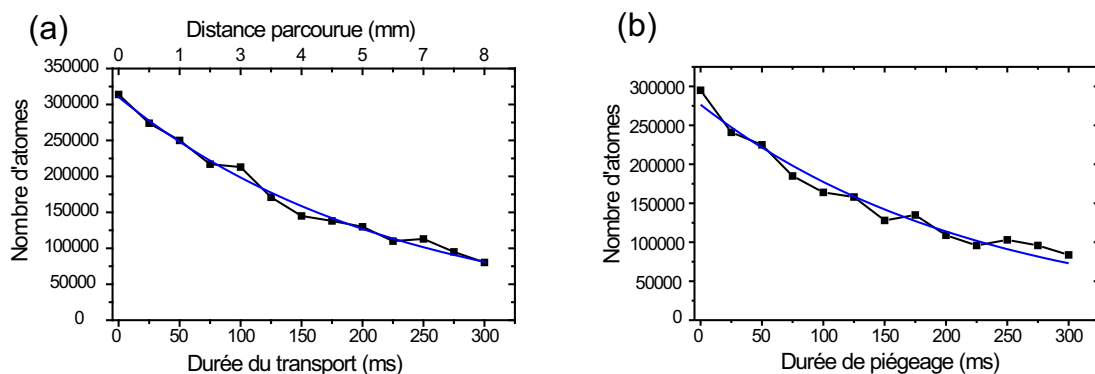 (a)
Distance parcourue (mm)
0 1 3 4 5 7 8
350000
300000
250000
200000
150000
100000
50000
0
Nombre d'atomes
0 50 100 150 200 250 300
Durée du transport (ms)
(b)
300000
250000
200000
150000
100000
50000
0
Nombre d'atomes
0 50 100 150 200 250 300
Durée de piégeage (ms)